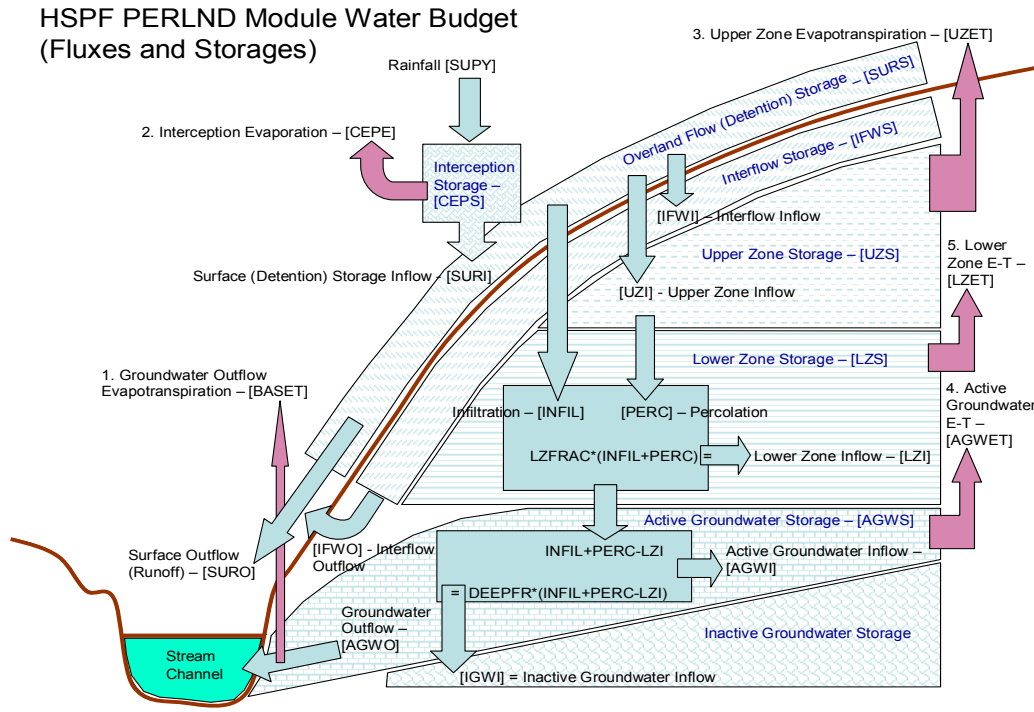 HSPF PERLND Module Water Budget
(Fluxes and Storages)
3. Upper Zone Evapotranspiration – [UZET]
Rainfall [SUPY]
2. Interception Evaporation – [CEPE]
Overland Flow (Detention) Storage – [SURS]
Interflow Storage – [IFWS]
Interception
Storage –
[CEPS]
[IFWI] – Interflow Inflow
Upper Zone Storage – [UZS]
5. Lower
Zone E-T –
[LZET]
Surface (Detention) Storage Inflow - [SURI]
[UZI] - Upper Zone Inflow
Lower Zone Storage – [LZS]
1. Groundwater Outflow
Evapotranspiration – [BASET]
4. Active
Groundwater
E-T –
[AGWET]
Infiltration – [INFIL]
[PERC] – Percolation
LZFRAC*(INFIL+PERC) =
Lower Zone Inflow – [LZI]
Active Groundwater Storage – [AGWS]
Surface Outflow
(Runoff) – [SURO]
[IFWO] - Interflow
Outflow
INFIL+PERC-LZI
Active Groundwater Inflow –
[AGWI]
= DEEPFR*(INFIL+PERC-LZI)
Groundwater
Outflow –
[AGWO]
Inactive Groundwater Storage
Stream
Channel
[IGWI] = Inactive Groundwater Inflow